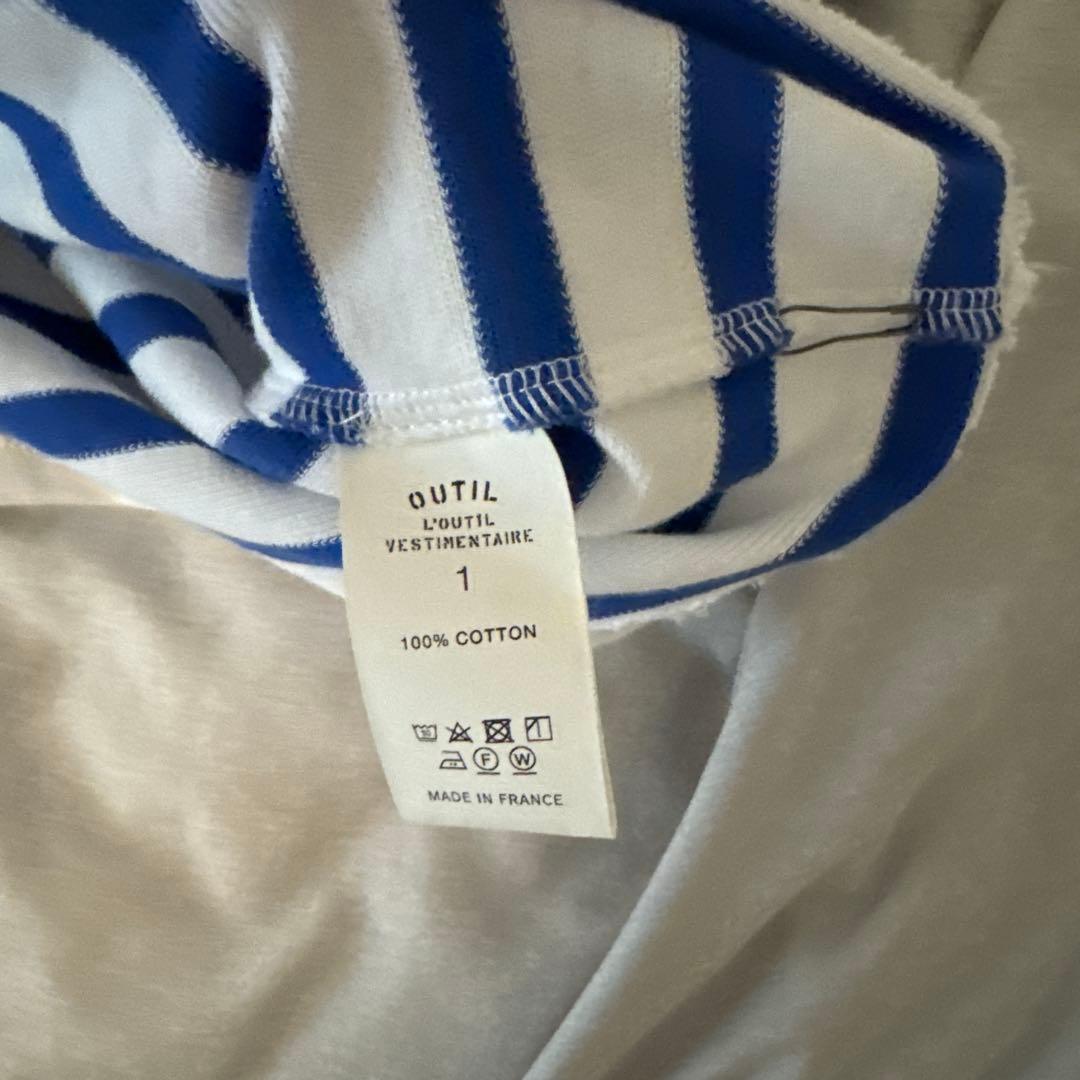 OUTIL
L'OUTIL
VESTIMENTAIRE
1
100% COTTON
F W
MADE IN FRANCE